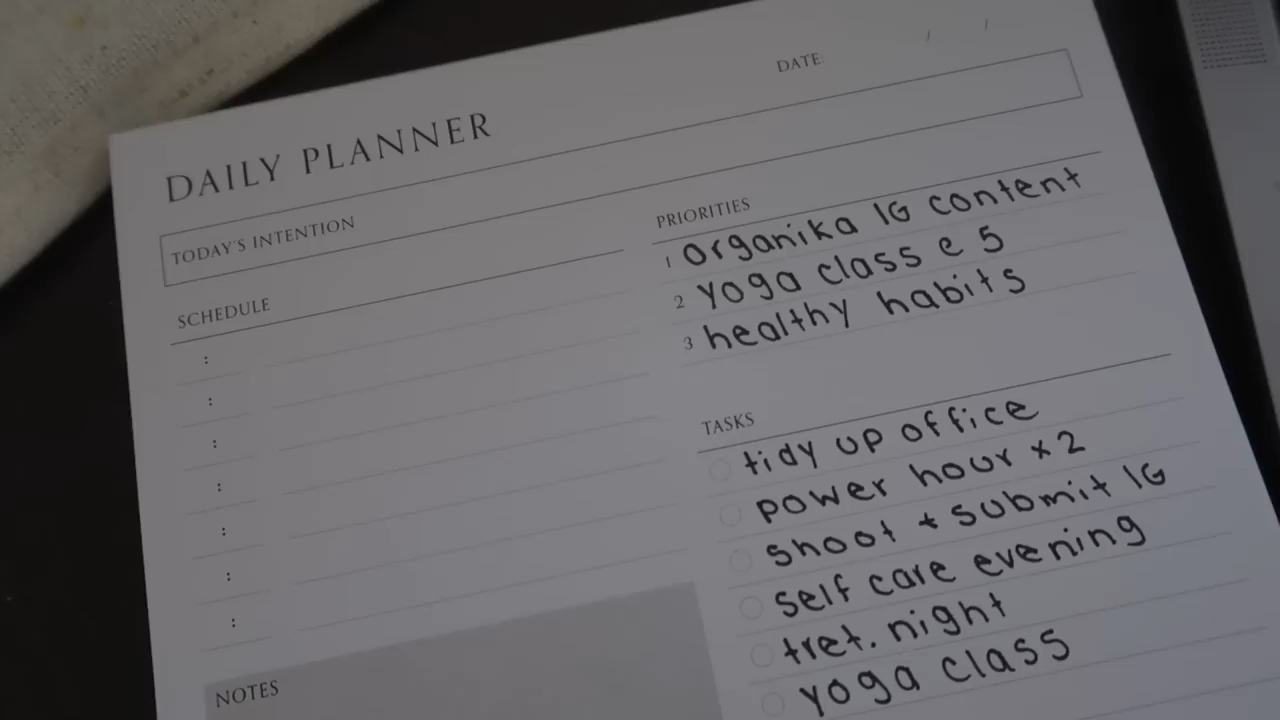 DAILY PLANNER
DATE / /
TODAY'S INTENTION
SCHEDULE
:
:
:
:
:
:
:
NOTES
PRIORITIES
1 organika IG content
2 yoga class e 5
3 healthy habits
TASKS
tidy up office
power hour x 2
shoot + submit IG
self care evening
tret. night
yoga class